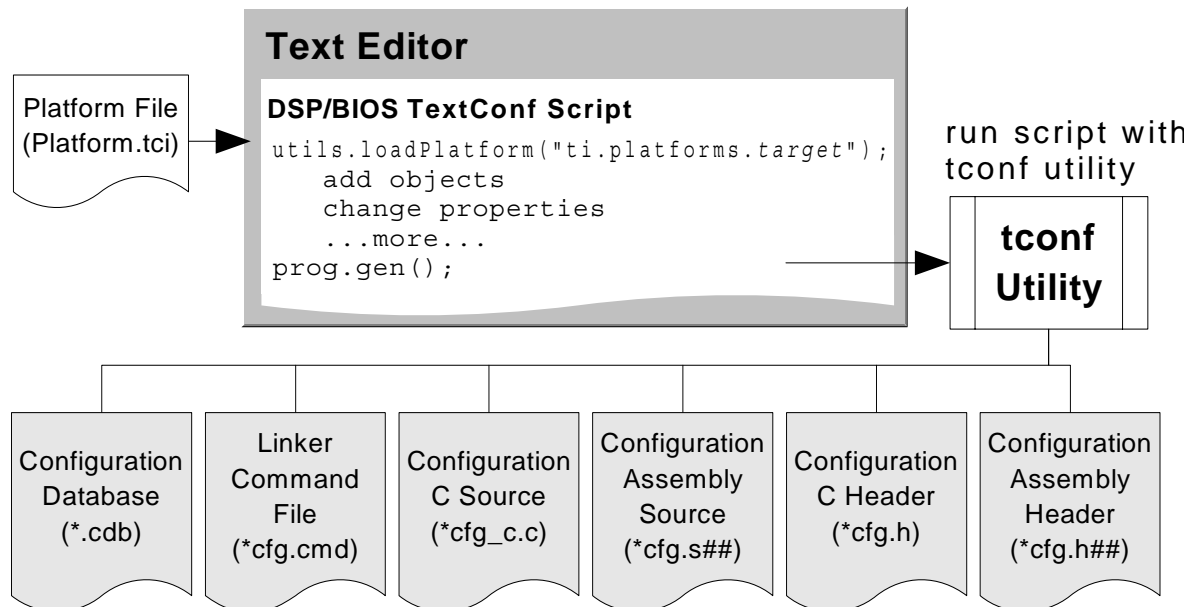 Text Editor
Platform File
(Platform.tci)
DSP/BIOS TextConf Script
utils.loadPlatform("ti.platforms.target");
add objects
change properties
...more...
prog.gen();
run script with
tconf utility
tconf
Utility
Configuration
Database
(*.cdb)
Linker
Command
File
(*cfg.cmd)
Configuration
C Source
(*cfg_c.c)
Configuration
Assembly
Source
(*cfg.s##)
Configuration
C Header
(*cfg.h)
Configuration
Assembly
Header
(*cfg.h##)